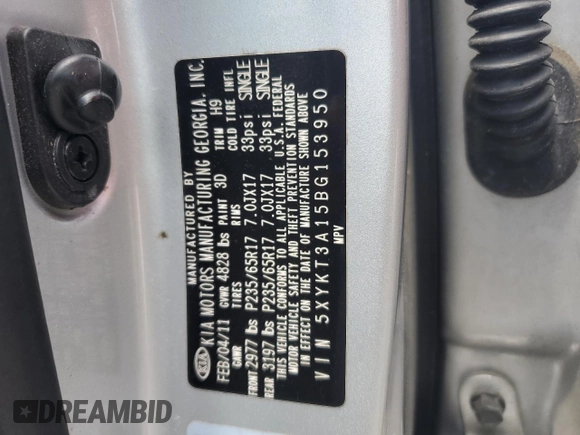 MANUFACTURED BY
KIA KIA MOTORS MANUFACTURING GEORGIA, INC.
FEB/04/11 GVWR 4828 lbs PAINT 3D TRIM H9
GAWR TIRES RIMS COLD TIRE INFL
FRONT 2977 lbs P235/65R17 7.0JX17 33psi SINGLE
REAR 3197 lbs P235/65R17 7.0JX17 33psi SINGLE
THIS VEHICLE CONFORMS TO ALL APPLICABLE U.S.A. FEDERAL
MOTOR VEHICLE SAFETY AND THEFT PREVENTION STANDARDS
IN EFFECT ON THE DATE OF MANUFACTURE SHOWN ABOVE
VIN 5XYKT3A15BG153950
MPV
DREAMBID